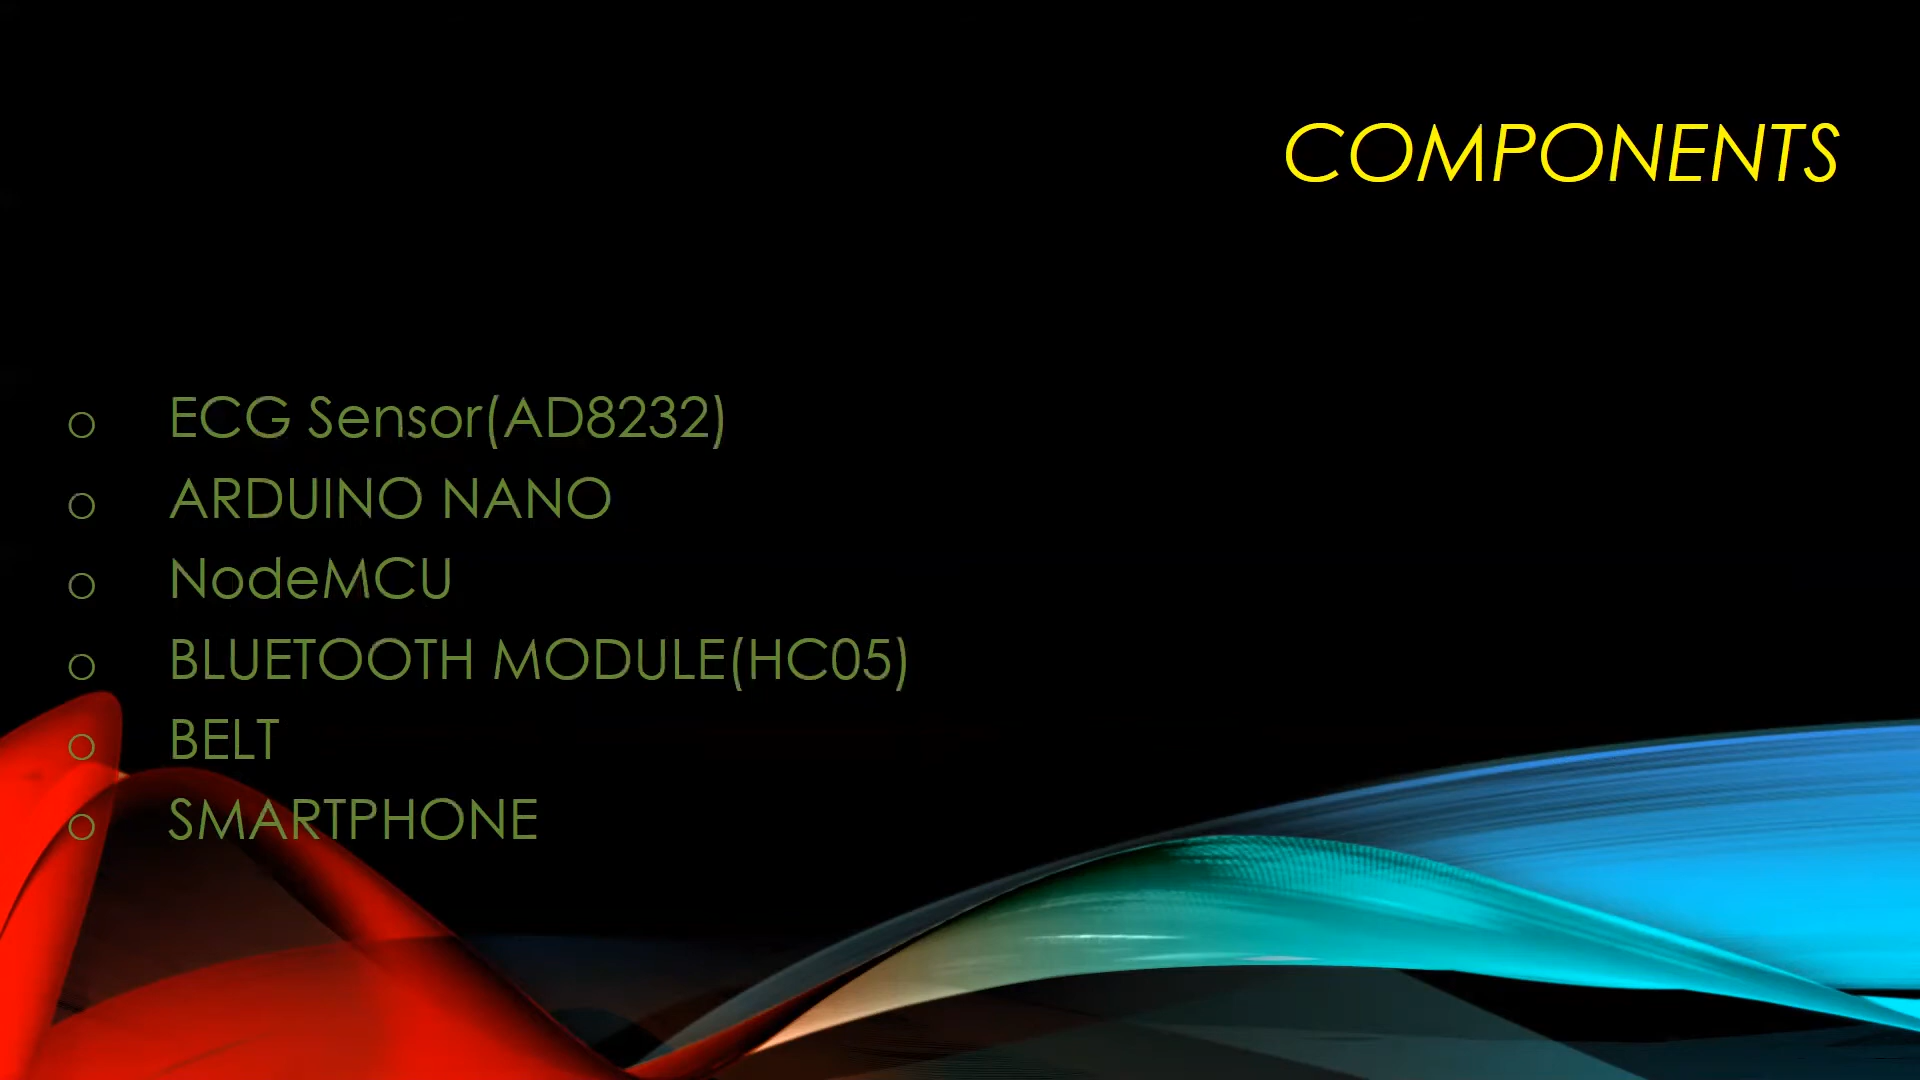 COMPONENTS
ECG Sensor(AD8232)
ARDUINO NANO
NodeMCU
BLUETOOTH MODULE(HC05)
BELT
SMARTPHONE